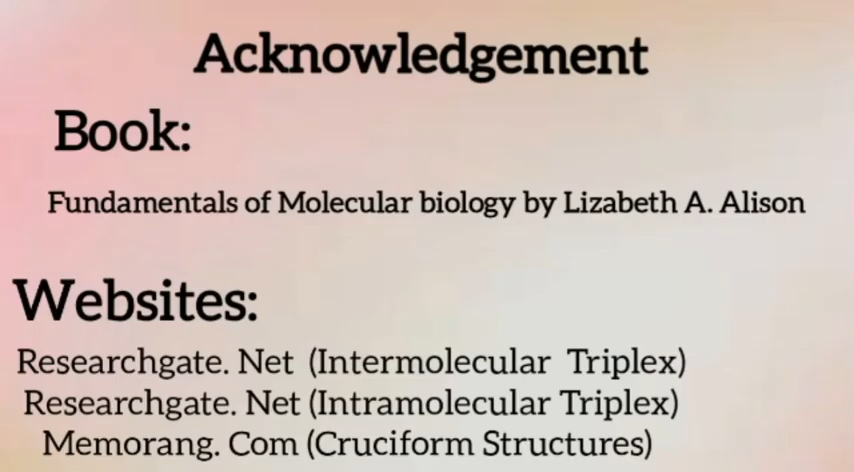 Acknowledgement
Book:
Fundamentals of Molecular biology by Lizabeth A. Alison
Websites:
Researchgate. Net (Intermolecular Triplex)
Researchgate. Net (Intramolecular Triplex)
Memorang. Com (Cruciform Structures)